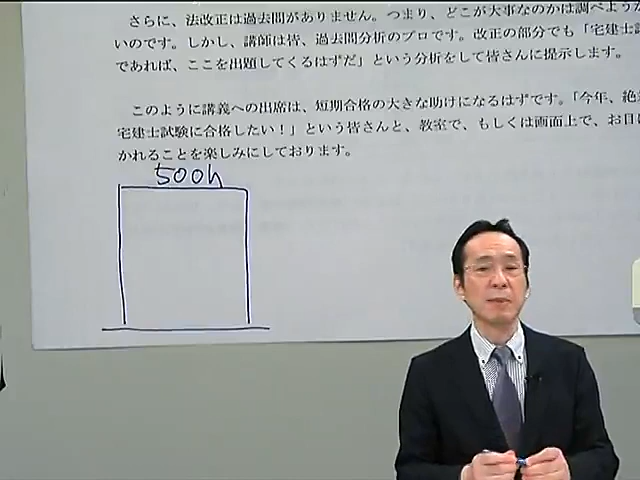 さらに、法改正は過去問がありません。つまり、どこが大事なのかは調べよう
いのです。しかし、講師は皆、過去問分析のプロです。改正の部分でも「宅建士試
であれば、ここを出題してくるはずだ」という分析をして皆さんに提示します。
このように講義への出席は、短期合格の大きな助けになるはずです。「今年、絶
宅建士試験に合格したい！」という皆さんと、教室で、もしくは画面上で、お目に
かれることを楽しみにしております。
500h